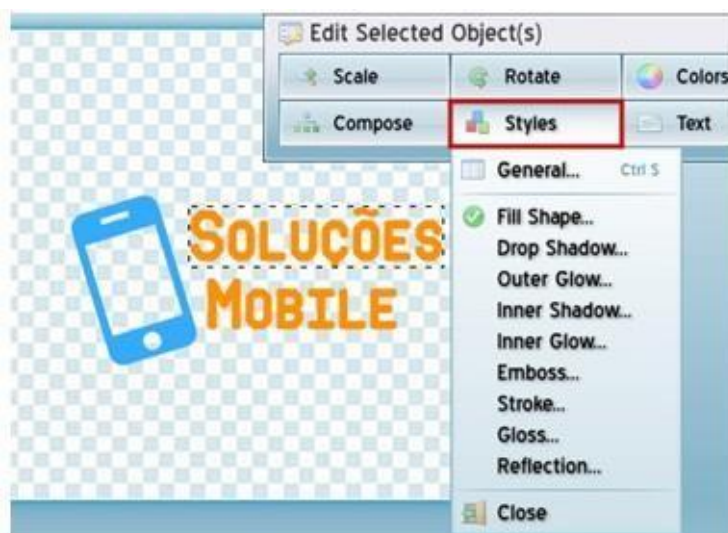 Edit Selected Object(s)
Scale Rotate Colors
Compose Styles Text
General... Ctrl S
Fill Shape...
Drop Shadow...
Outer Glow...
Inner Shadow...
Inner Glow...
Emboss...
Stroke...
Gloss...
Reflection...
Close
SOLUÇÕES
MOBILE